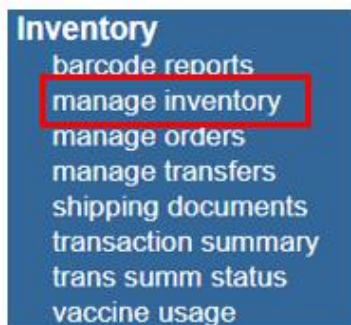 Inventory
barcode reports
manage inventory
manage orders
manage transfers
shipping documents
transaction summary
trans summ status
vaccine usage